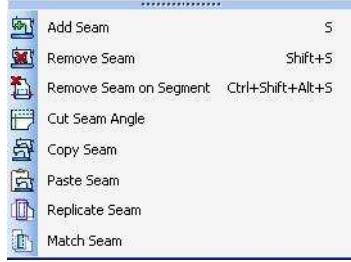 Add Seam S
Remove Seam Shift+S
Remove Seam on Segment Ctrl+Shift+Alt+S
Cut Seam Angle
Copy Seam
Paste Seam
Replicate Seam
Match Seam